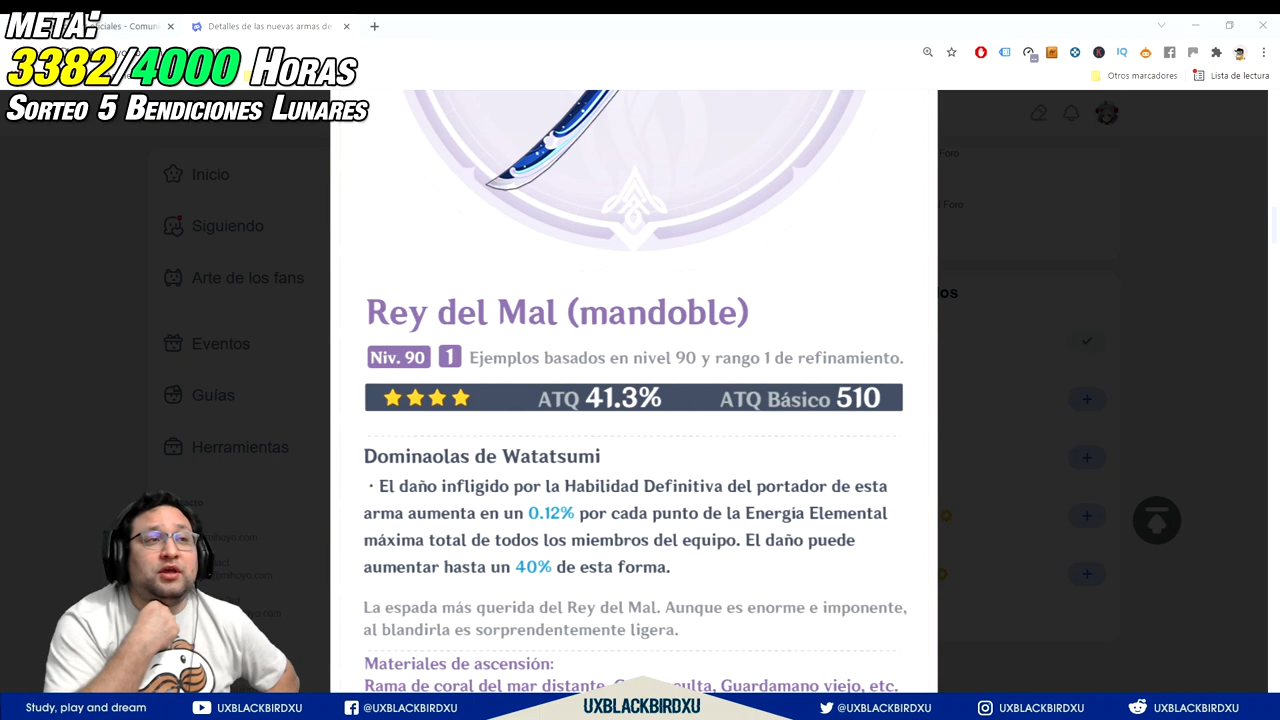 META:
3382/4000 HORAS
SORTEO 5 BENDICIONES LUNARES
iciales - Comuni
Detalles de las nuevas armas de
IQ
Otros marcadores
Lista de lectura
Inicio
Siguiendo
Arte de los fans
Eventos
Guías
Herramientas
Foro
Foro
los
Rey del Mal (mandoble)
Niv. 90 1 Ejemplos basados en nivel 90 y rango 1 de refinamiento.
ATQ 41.3% ATQ Básico 510
Dominaolas de Watatsumi
· El daño infligido por la Habilidad Definitiva del portador de esta
arma aumenta en un 0.12% por cada punto de la Energía Elemental
máxima total de todos los miembros del equipo. El daño puede
aumentar hasta un 40% de esta forma.
La espada más querida del Rey del Mal. Aunque es enorme e imponente,
al blandirla es sorprendentemente ligera.
Materiales de ascensión:
Rama de coral del mar distante, Guardamano viejo, etc.
Study, play and dream
UXBLACKBIRDXU
@UXBLACKBIRDXU
UXBLACKBIRDXU
@UXBLACKBIRDXU
UXBLACKBIRDXU
UXBLACKBIRDXU